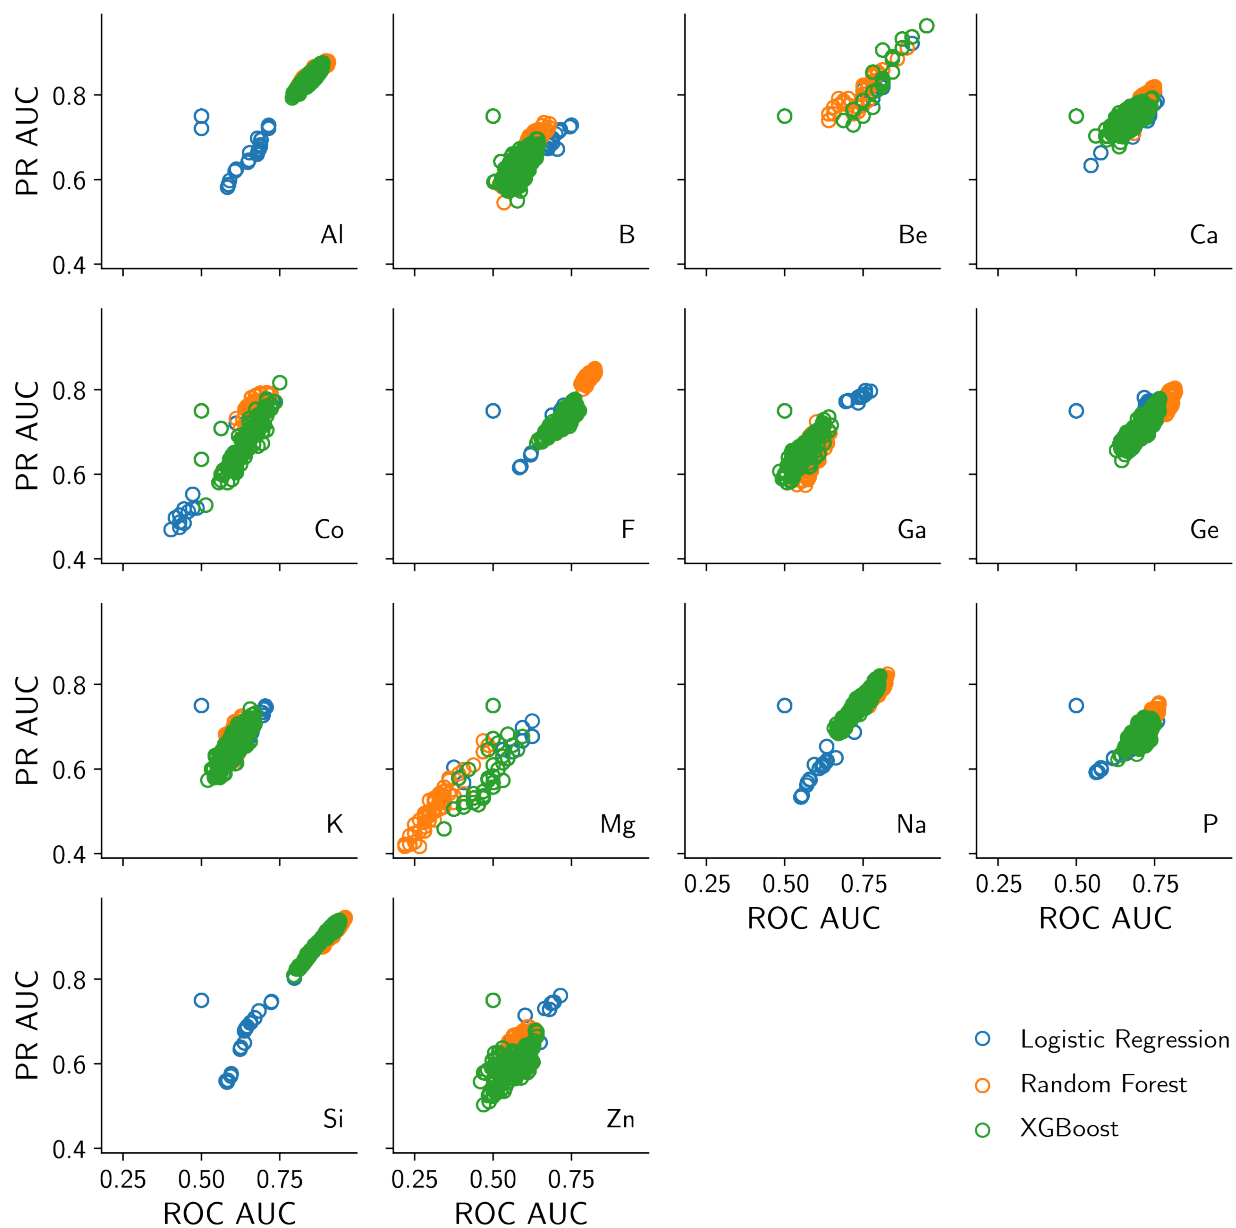 PR AUC
0.8
0.6
0.4
Al
B
Be
Ca
PR AUC
0.8
0.6
0.4
Co
F
Ga
Ge
PR AUC
0.8
0.6
0.4
K
Mg
Na
P
0.25 0.50 0.75
ROC AUC
0.25 0.50 0.75
ROC AUC
PR AUC
0.8
0.6
0.4
Si
Zn
0.25 0.50 0.75
ROC AUC
0.25 0.50 0.75
ROC AUC
Logistic Regression
Random Forest
XGBoost